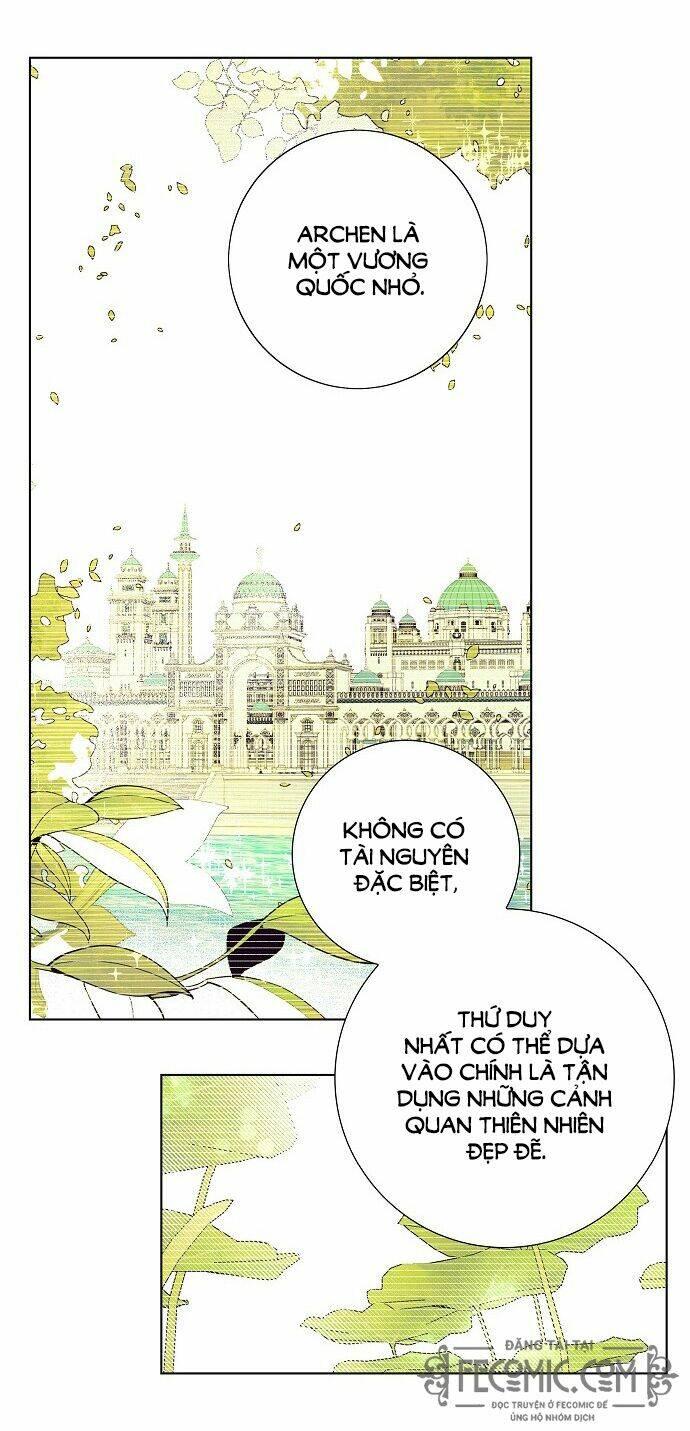 ARCHEN LÀ
MỘT VƯƠNG
QUỐC NHỎ.
KHÔNG CÓ
TÀI NGUYÊN
ĐẶC BIỆT,
THỨ DUY
NHẤT CÓ THỂ DỰA
VÀO CHÍNH LÀ TẬN
DỤNG NHỮNG CẢNH
QUAN THIÊN NHIÊN
ĐẸP ĐẼ.
ĐĂNG TẢI TẠI
FECOMIC.COM
ĐỌC TRUYỆN Ở FECOMIC ĐỂ
ỦNG HỘ NHÓM DỊCH